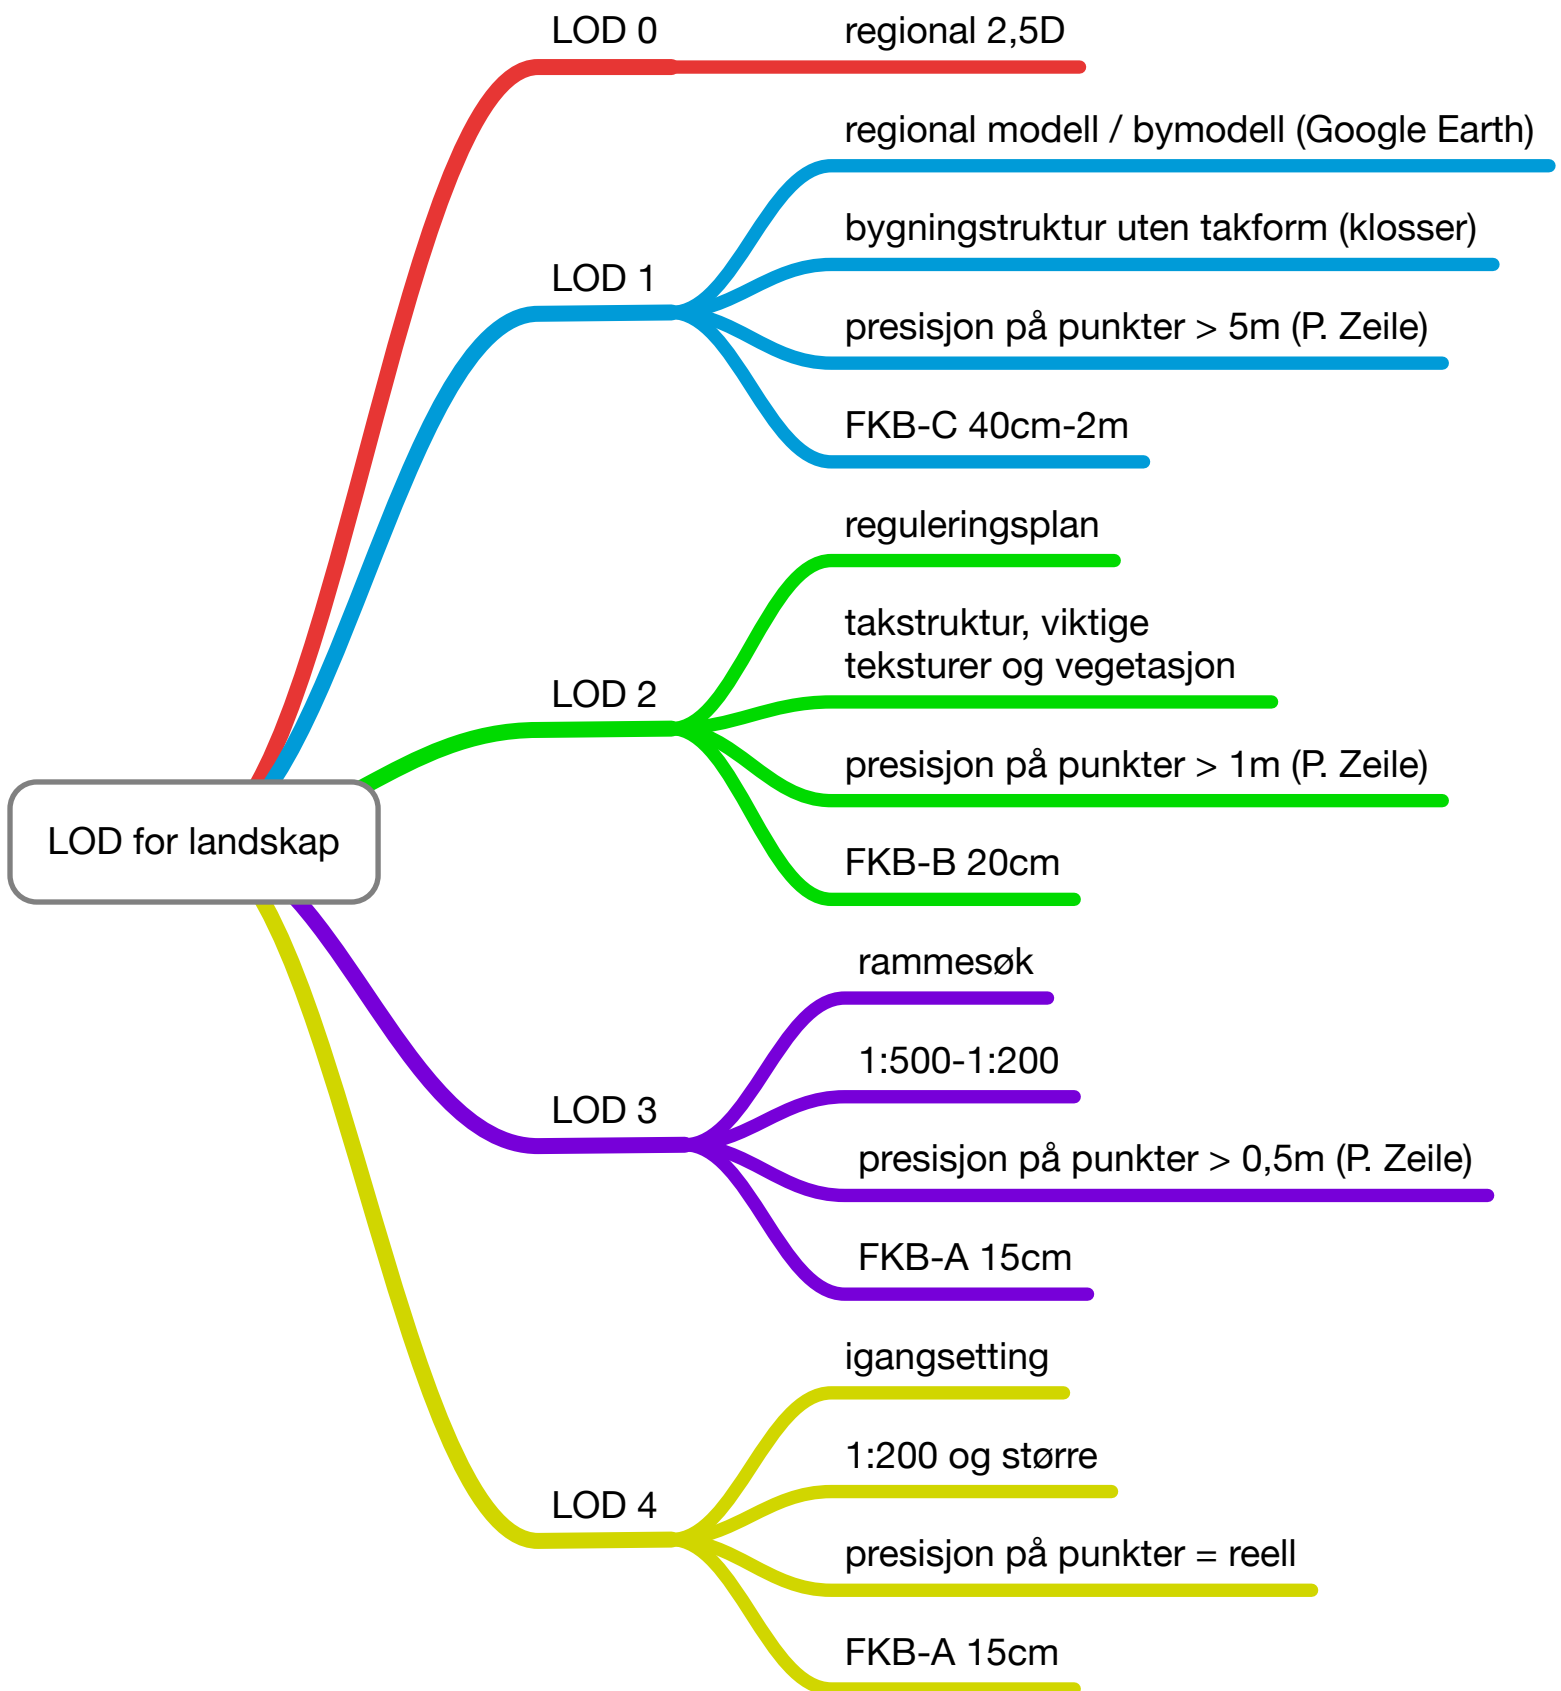 LOD 0
regional 2,5D
LOD 1
regional modell / bymodell (Google Earth)
bygningstruktur uten takform (klosser)
presisjon på punkter > 5m (P. Zeile)
FKB-C 40cm-2m
LOD 2
reguleringsplan
takstruktur, viktige
teksturer og vegetasjon
presisjon på punkter > 1m (P. Zeile)
FKB-B 20cm
LOD for landskap
LOD 3
rammesøk
1:500-1:200
presisjon på punkter > 0,5m (P. Zeile)
FKB-A 15cm
LOD 4
igangsetting
1:200 og større
presisjon på punkter = reell
FKB-A 15cm